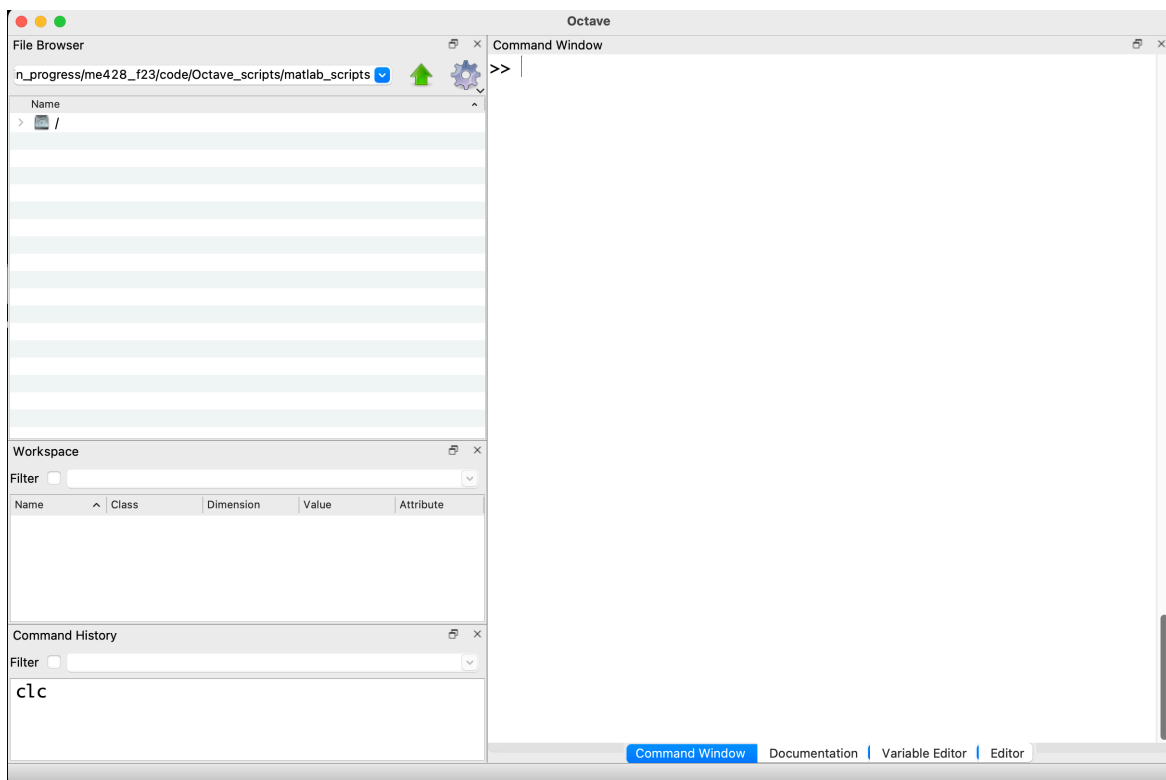 Octave
File Browser
n_progress/me428_f23/code/Octave_scripts/matlab_scripts
Name
/
Workspace
Filter
Name Class Dimension Value Attribute
Command History
Filter
clc
Command Window
>>
Command Window Documentation Variable Editor Editor